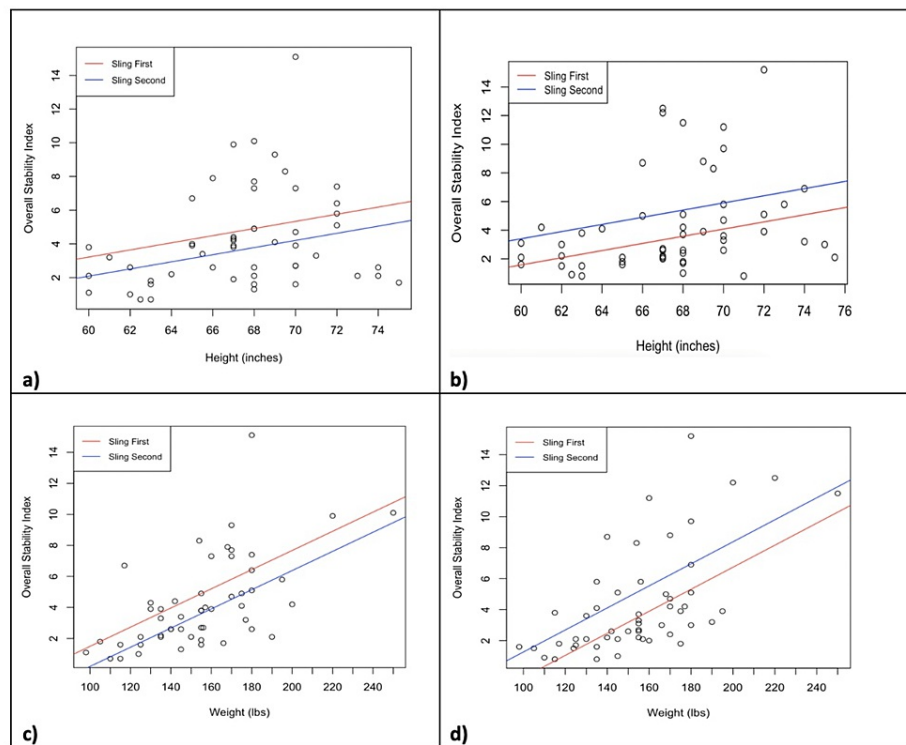 Sling First
Sling Second
Overall Stability Index
14
12
10
8
6
4
2
60 62 64 66 68 70 72 74
Height (inches)
a)
Sling First
Sling Second
Overall Stability Index
14
12
10
8
6
4
2
60 62 64 66 68 70 72 74 76
Height (inches)
b)
Sling First
Sling Second
Overall Stability Index
14
12
10
8
6
4
2
100 120 140 160 180 200 220 240
Weight (lbs)
c)
Sling First
Sling Second
Overall Stability Index
14
12
10
8
6
4
2
100 120 140 160 180 200 220 240
Weight (lbs)
d)